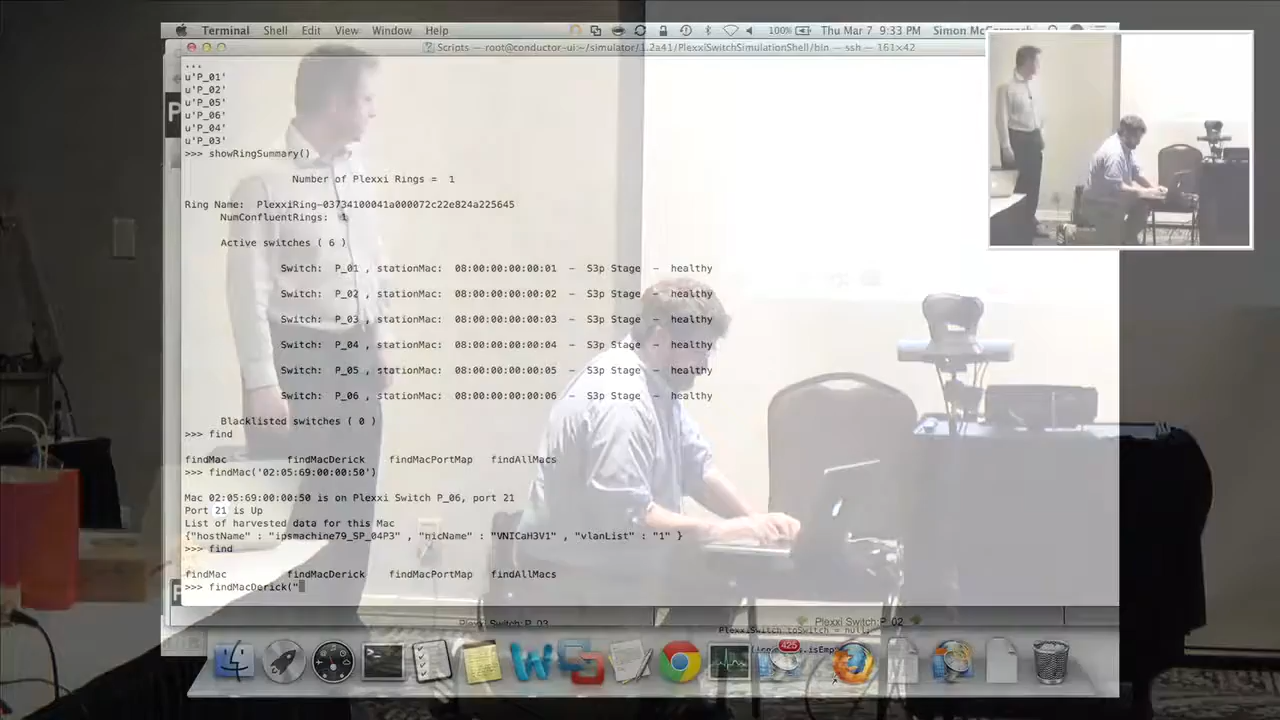 Terminal Shell Edit View Window Help 100% Thu Mar 7 9:33 PM
Scripts — root@conductor-ui:~/simulator/1.2a41/PlexxiSwitchSimulationShell/bin — ssh — 161×42
...
u'P_01'
u'P_02'
u'P_05'
u'P_06'
u'P_04'
u'P_03'
>>> showRingSummary()
Number of Plexxi Rings = 1
Ring Name: PlexxiRing-03734100041a000072c22e824a225645
NumConfluentRings: 1
Active switches ( 6 )
Switch: P_01 , stationMac: 08:00:00:00:00:01 - S3p Stage - healthy
Switch: P_02 , stationMac: 08:00:00:00:00:02 - S3p Stage - healthy
Switch: P_03 , stationMac: 08:00:00:00:00:03 - S3p Stage - healthy
Switch: P_04 , stationMac: 08:00:00:00:00:04 - S3p Stage - healthy
Switch: P_05 , stationMac: 08:00:00:00:00:05 - S3p Stage - healthy
Switch: P_06 , stationMac: 08:00:00:00:00:06 - S3p Stage - healthy
Blacklisted switches ( 0 )
>>> find
findMac findMacDerick findMacPortMap findAllMacs
>>> findMac('02:05:69:00:00:50')
Mac 02:05:69:00:00:50 is on Plexxi Switch P_06, port 21
Port 21 is Up
List of harvested data for this Mac
{"hostName" : "ipsmachine79_SP_04P3" , "nicName" : "VNICaH3V1" , "vlanList" : "1" }
>>> find
findMac findMacDerick findMacPortMap findAllMacs
>>> findMacDerick("
Plexxi Switch:P_03 Plexxi Switch:P_02
PlexxiSwitch toSwitch = null;
425